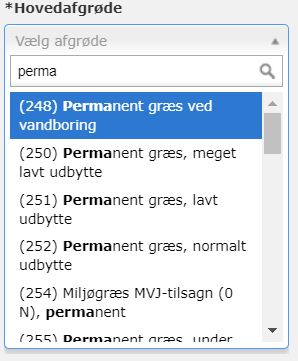 *Hovedafgrøde
Vælg afgrøde
perma
(248) Permanent græs ved
vandboring
(250) Permanent græs, meget
lavt udbytte
(251) Permanent græs, lavt
udbytte
(252) Permanent græs, normalt
udbytte
(254) Miljøgræs MVJ-tilsagn (0
N), permanent
(255) Permanent græs, under